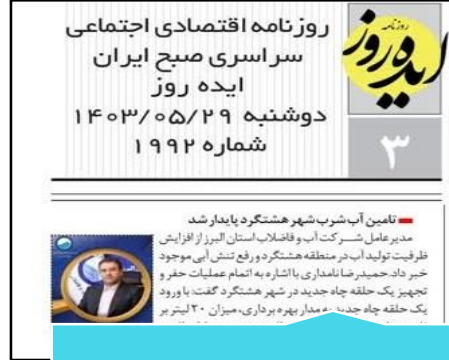 روزنامه اقتصادی اجتماعی
سراسری صبح ایران
ایده روز
دوشنبه ۱۴۰۳/۰۵/۲۹
شماره ۱۹۹۲
روزنامه
ایده روز
۳
تامین آب شرب شهر هشتگرد پایدار شد
مدیرعامل شرکت آب و فاضلاب استان البرز از افزایش
ظرفیت تولید آب در منطقه هشتگرد و رفع تنش آبی موجود
خبر داد. حمیدرضا نامداری با اشاره به اتمام عملیات حفر و
تجهیز یک حلقه چاه جدید در شهر هشتگرد گفت: با ورود
یک حلقه چاه جدید به مدار بهره برداری، میزان ۲۰ لیتر بر